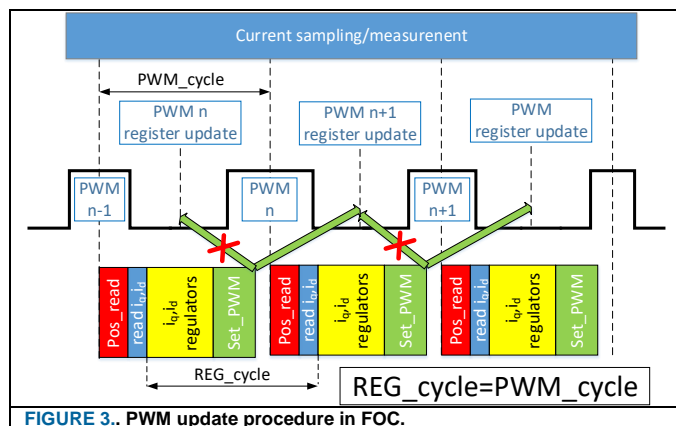 Current sampling/measurenent
PWM_cycle
PWM n
register update
PWM n+1
register update
PWM
register update
PWM
n-1
PWM
n
PWM
n+1
Pos_read
read iq,id
iq,id
regulators
Set_PWM
Pos_read
read iq,id
iq,id
regulators
Set_PWM
Pos_read
read iq,id
iq,id
regulators
Set_PWM
REG_cycle
REG_cycle=PWM_cycle
FIGURE 3.. PWM update procedure in FOC.